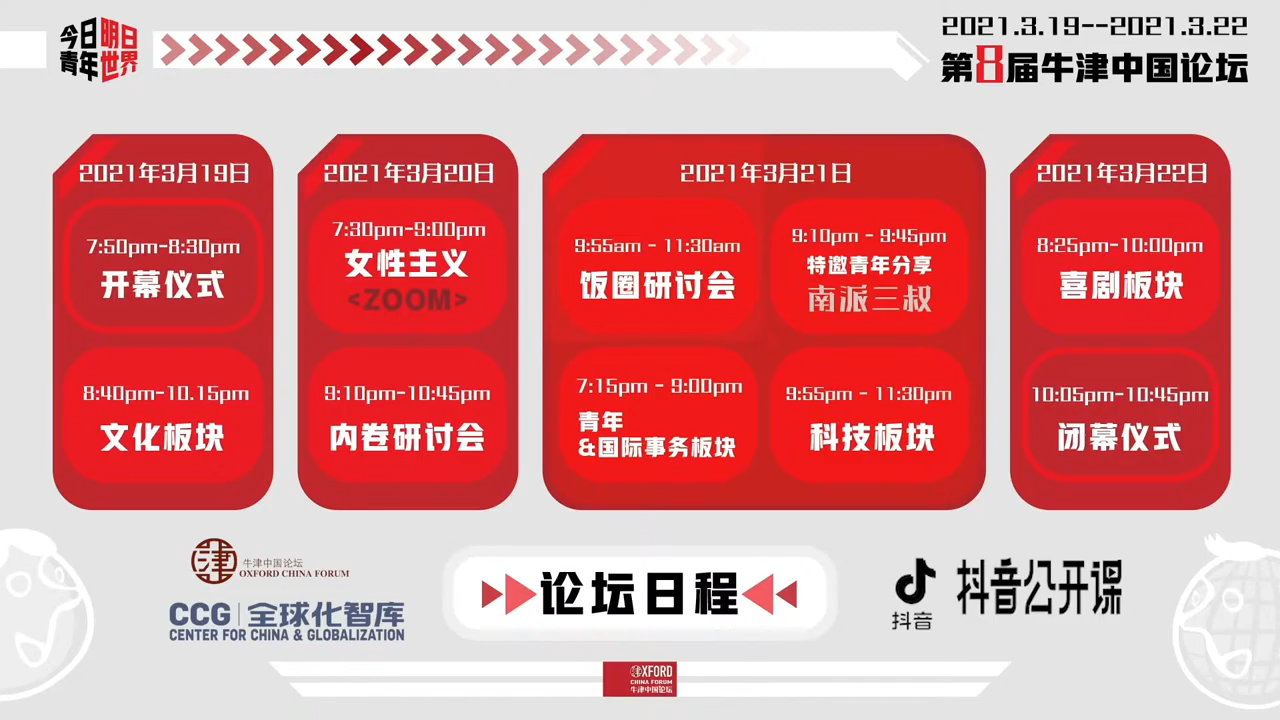 今日明日
青年世界
2021.3.19--2021.3.22
第8届牛津中国论坛
2021年3月19日
7:50pm-8:30pm
开幕仪式
8:40pm-10.15pm
文化板块
2021年3月20日
7:30pm-9:00pm
女性主义
<ZOOM>
9:10pm-10:45pm
内卷研讨会
2021年3月21日
9:55am - 11:30am
饭圈研讨会
9:10pm - 9:45pm
特邀青年分享
南派三叔
7:15pm - 9:00pm
青年
&国际事务板块
9:55pm - 11:30pm
科技板块
2021年3月22日
8:25pm-10:00pm
喜剧板块
10:05pm-10:45pm
闭幕仪式
津
牛津中国论坛
OXFORD CHINA FORUM
CCG|全球化智库
CENTER FOR CHINA & GLOBALIZATION
论坛日程
抖音
抖音公开课
OXFORD
CHINA FORUM
牛津中国论坛